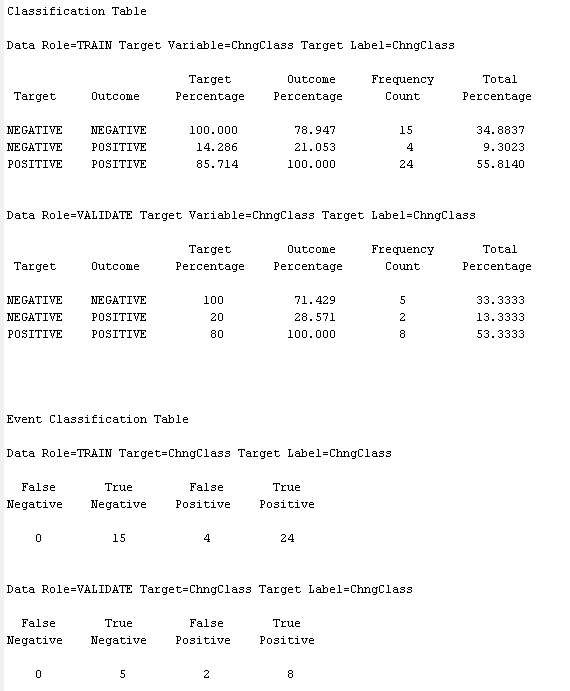 Classification Table
Data Role=TRAIN Target Variable=ChngClass Target Label=ChngClass
Target Outcome Frequency Total
Target Outcome Percentage Percentage Count Percentage
NEGATIVE NEGATIVE 100.000 78.947 15 34.8837
NEGATIVE POSITIVE 14.286 21.053 4 9.3023
POSITIVE POSITIVE 85.714 100.000 24 55.8140
Data Role=VALIDATE Target Variable=ChngClass Target Label=ChngClass
Target Outcome Frequency Total
Target Outcome Percentage Percentage Count Percentage
NEGATIVE NEGATIVE 100 71.429 5 33.3333
NEGATIVE POSITIVE 20 28.571 2 13.3333
POSITIVE POSITIVE 80 100.000 8 53.3333
Event Classification Table
Data Role=TRAIN Target=ChngClass Target Label=ChngClass
False True False True
Negative Negative Positive Positive
0 15 4 24
Data Role=VALIDATE Target=ChngClass Target Label=ChngClass
False True False True
Negative Negative Positive Positive
0 5 2 8